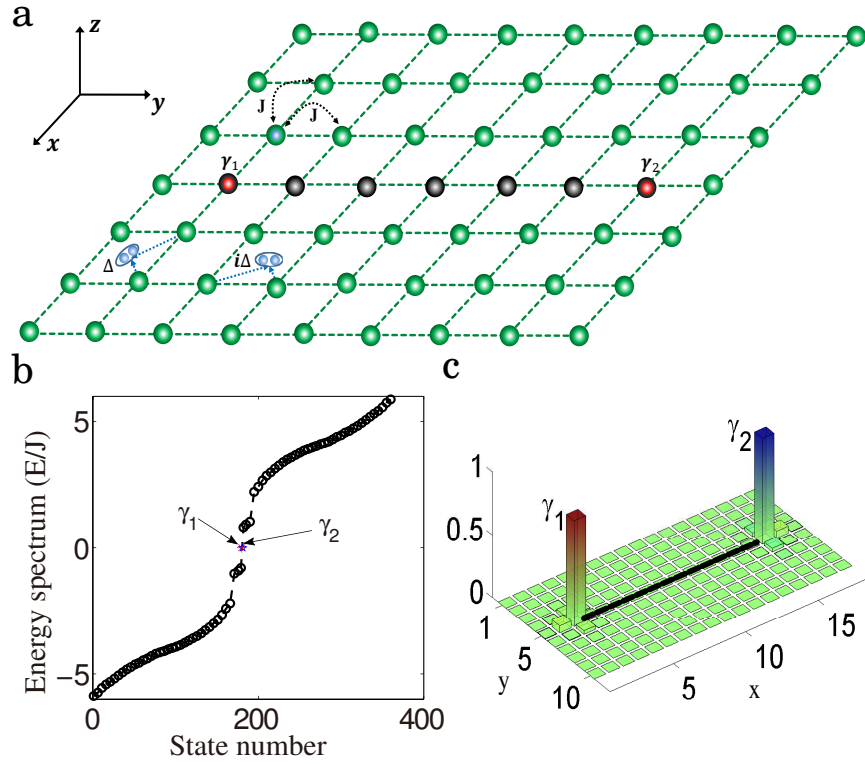 a
z
y
x
J
J
γ₁
γ₂
Δ
iΔ
b
Energy spectrum (E/J)
5
0
−5
γ₁
γ₂
0
200
400
State number
c
1
0.5
0
γ₁
γ₂
1
5
10
y
5
10
15
x